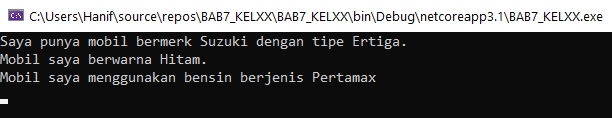 C:\Users\Hanif\source\repos\BAB7_KELXX\BAB7_KELXX\bin\Debug\netcoreapp3.1\BAB7_KELXX.exe
Saya punya mobil bermerk Suzuki dengan tipe Ertiga.
Mobil saya berwarna Hitam.
Mobil saya menggunakan bensin berjenis Pertamax